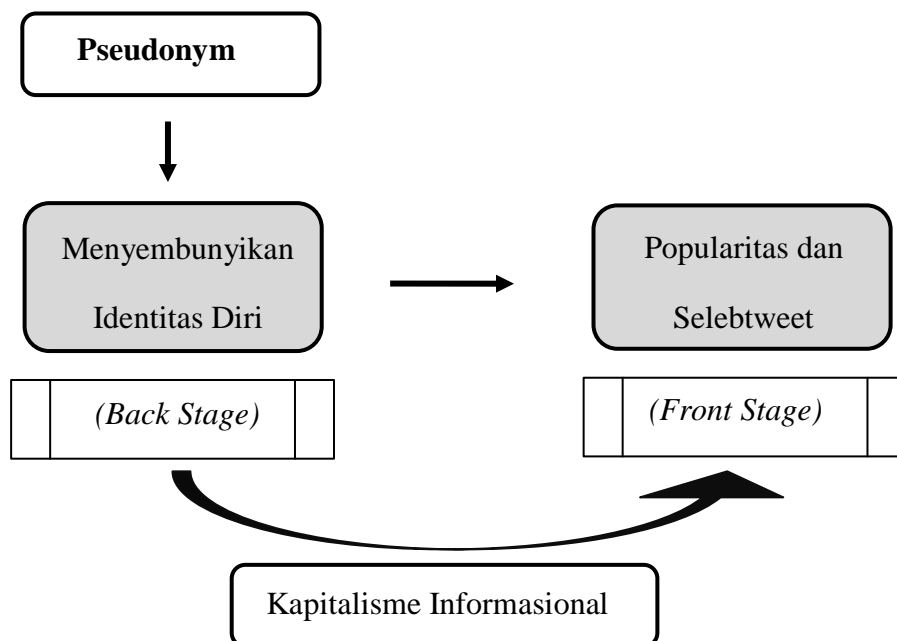 Pseudonym
Menyembunyikan
Identitas Diri
Popularitas dan
Selebtweet
(Back Stage)
(Front Stage)
Kapitalisme Informasional